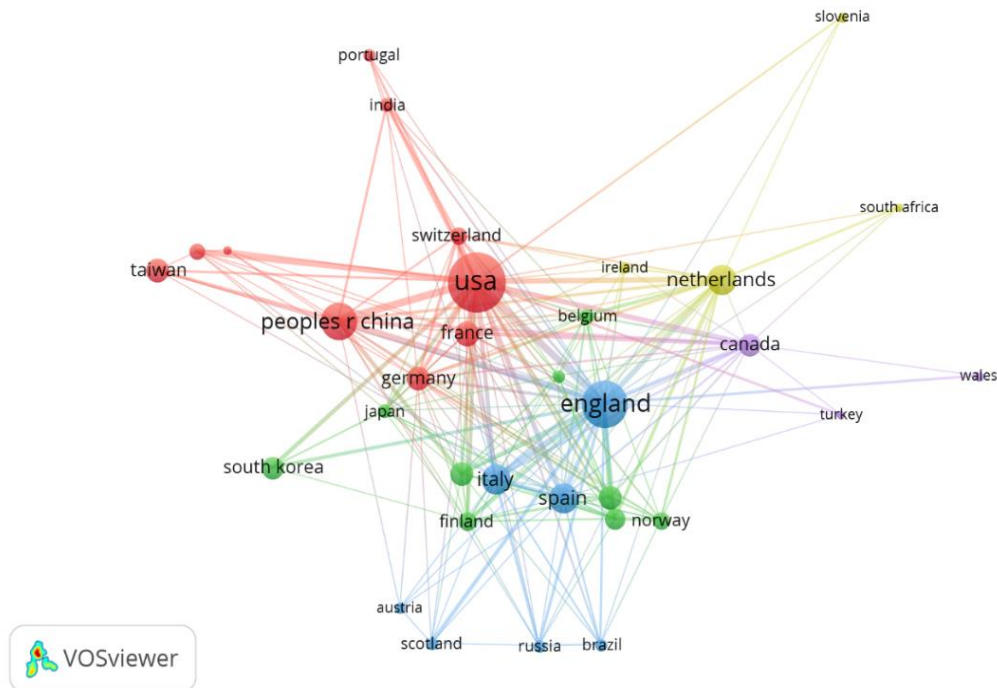 slovenia
portugal
india
south africa
switzerland
taiwan
ireland
usa
netherlands
belgium
peoples r china
france
canada
germany
wales
england
japan
turkey
south korea
italy
spain
finland
norway
austria
scotland
russia
brazil
VOSviewer